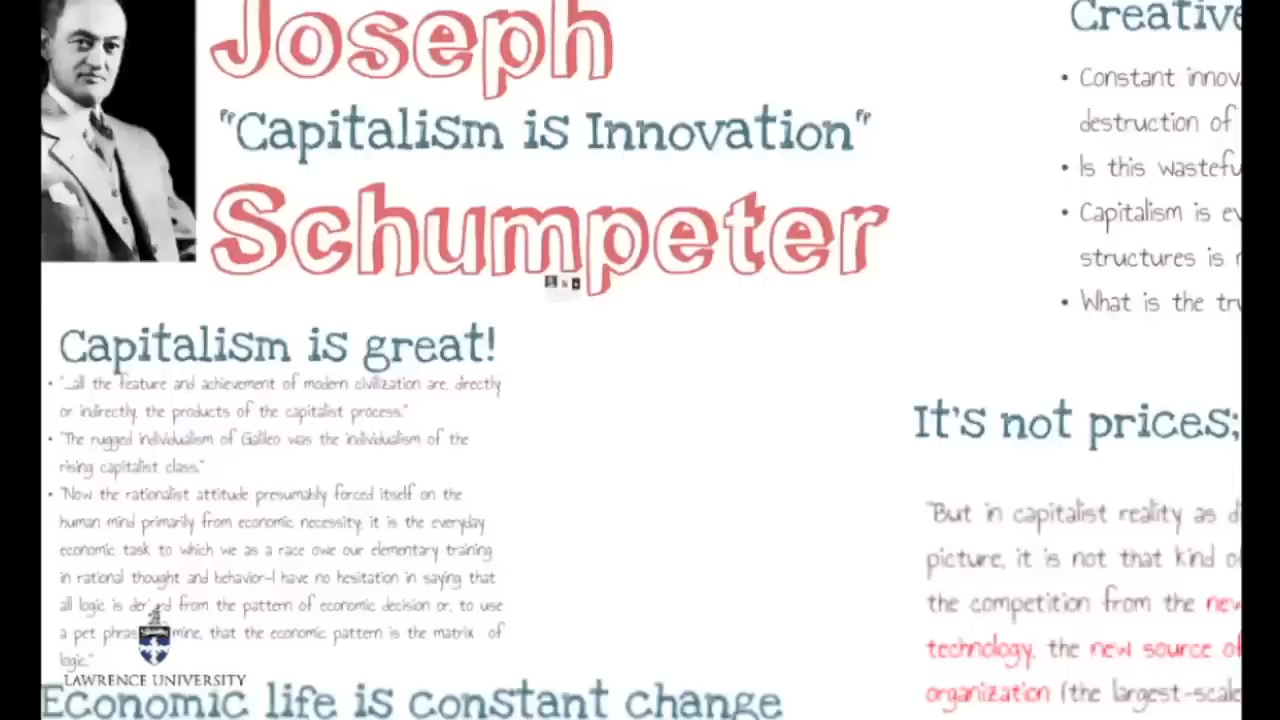 Joseph
"Capitalism is Innovation"
Schumpeter
Capitalism is great!
• "...all the feature and achievement of modern civilization are, directly
or indirectly, the products of the capitalist process."
• "The rugged individualism of Galileo was the individualism of the
rising capitalist class."
• "Now the rationalist attitude presumably forced itself on the
human mind primarily from economic necessity; it is the everyday
economic task to which we as a race owe our elementary training
in rational thought and behavior-I have no hesitation in saying that
all logic is from the pattern of economic decision or, to use
a pet mine, that the economic pattern is the matrix of
logic."
LAWRENCE UNIVERSITY
Economic life is constant change
Creative
• Constant innov
destruction of
• Is this wastefu
• Capitalism is ev
structures is
• What is the tr
It's not prices;
"But in capitalist reality as d
picture, it is not that kind o
the competition from the new
technology, the new source of
organization (the largest-scale